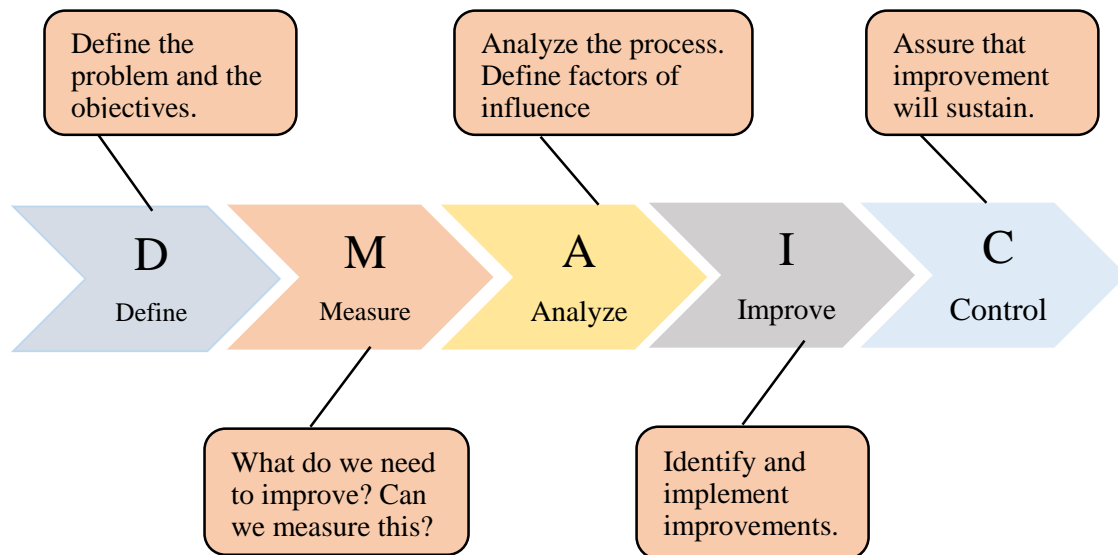 Define the
problem and the
objectives.
Analyze the process.
Define factors of
influence
Assure that
improvement
will sustain.
D
Define
M
Measure
A
Analyze
I
Improve
C
Control
What do we need
to improve? Can
we measure this?
Identify and
implement
improvements.